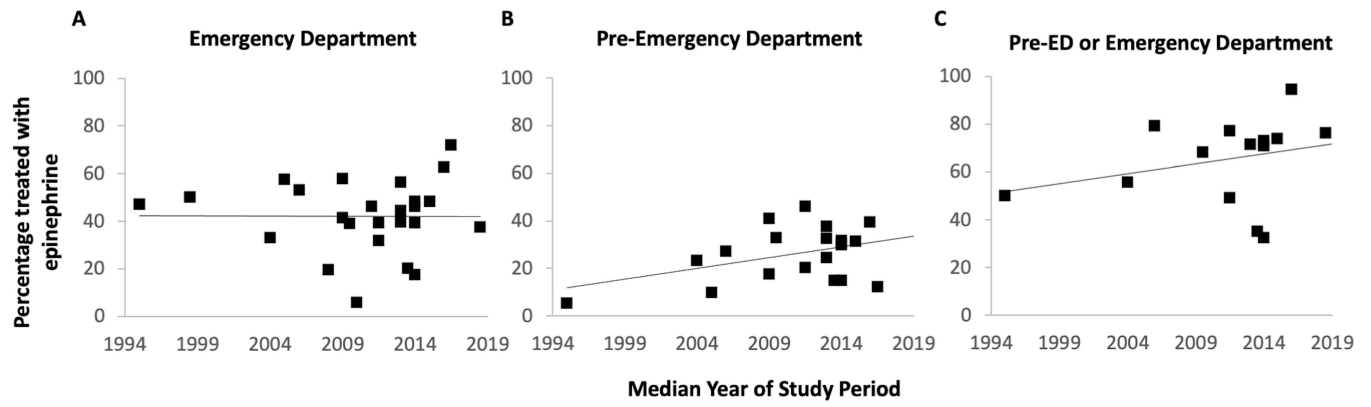 A
Emergency Department
B
Pre-Emergency Department
C
Pre-ED or Emergency Department
Percentage treated with
epinephrine
100
80
60
40
20
0
1994 1999 2004 2009 2014 2019
100
80
60
40
20
0
1994 1999 2004 2009 2014 2019
100
80
60
40
20
0
1994 1999 2004 2009 2014 2019
Median Year of Study Period